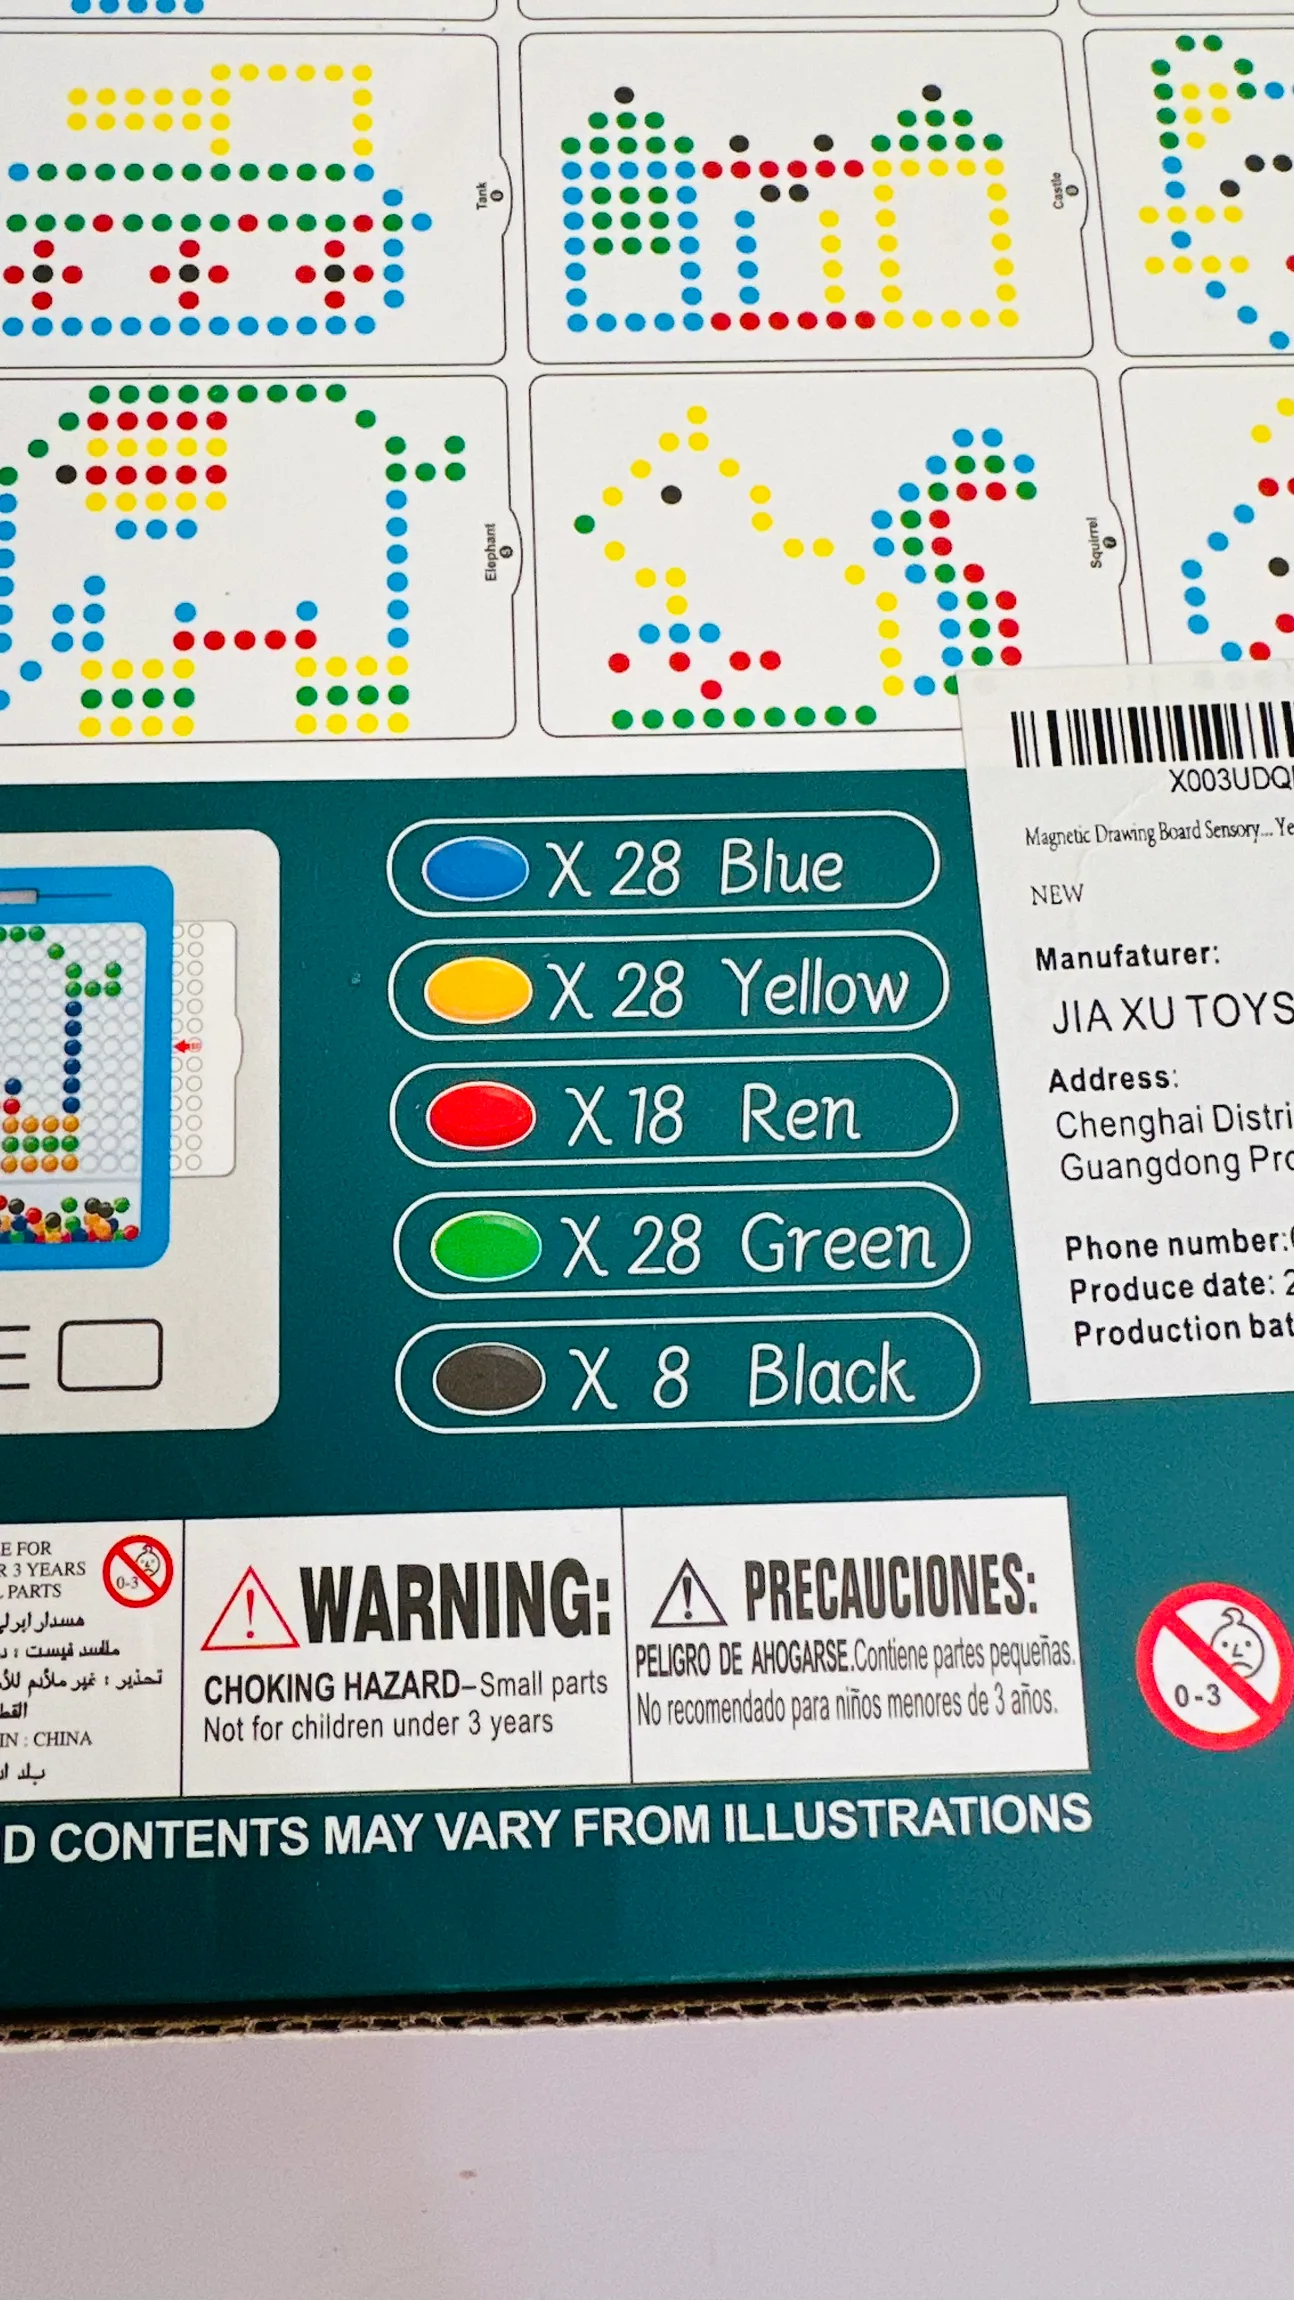 Tank
Castle
Elephant
5
Squirrel
7
X 28 Blue
X 28 Yellow
X 18 Ren
X 28 Green
X 8 Black
X003UDQ
Magnetic Drawing Board Sensory... Ye
NEW
Manufaturer:
JIA XU TOYS
Address:
Chenghai Distri
Guangdong Pro
Phone number:
Produce date: 2
Production bat
E FOR
R 3 YEARS
L PARTS
0-3
IN : CHINA
WARNING:
CHOKING HAZARD–Small parts
Not for children under 3 years
PRECAUCIONES:
PELIGRO DE AHOGARSE.Contiene partes pequeñas.
No recomendado para niños menores de 3 años.
0-3
D CONTENTS MAY VARY FROM ILLUSTRATIONS